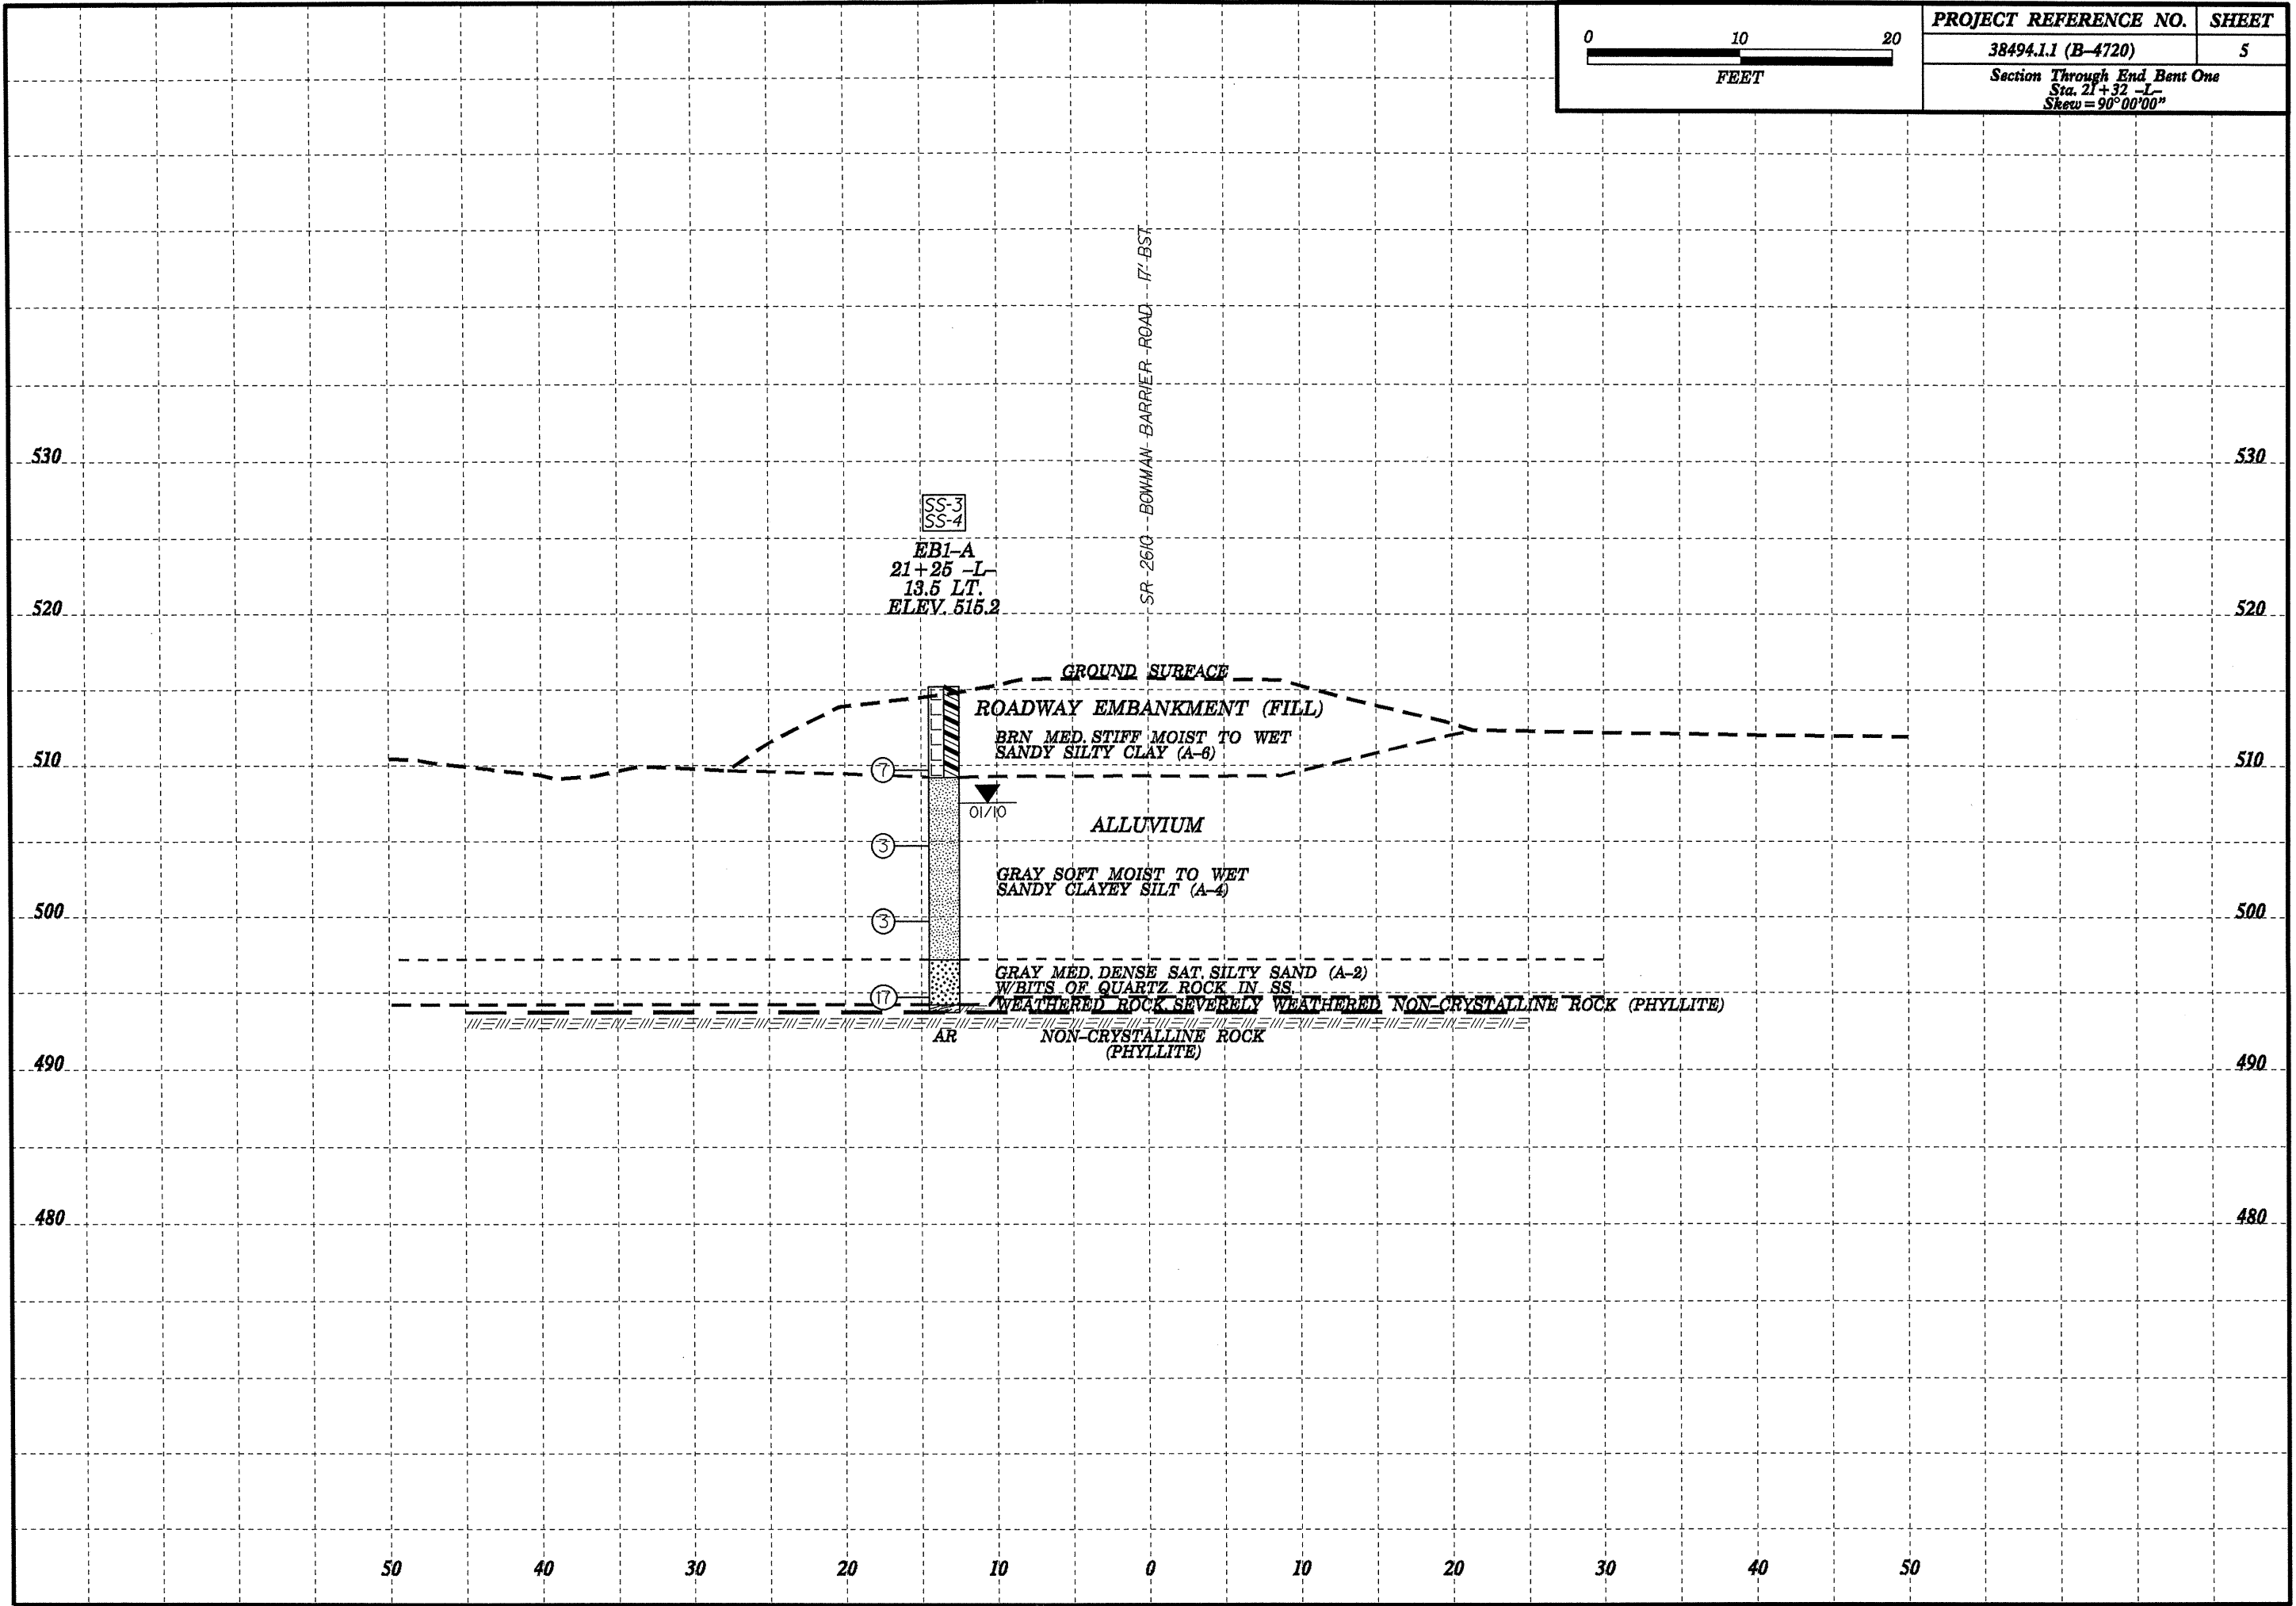 0 10 20
FEET
PROJECT REFERENCE NO. SHEET
38494.1.1 (B-4720) 5
Section Through End Bent One
Sta. 21+32 -L-
Skew = 90°00'00"
SR 2610 BOWMAN BARRIER ROAD 17' BST
530 530
SS-3
SS-4
EB1-A
21+25 -L-
13.5 LT.
ELEV. 515.2
520 520
GROUND SURFACE
ROADWAY EMBANKMENT (FILL)
BRN MED. STIFF MOIST TO WET
SANDY SILTY CLAY (A-6)
510 510
7
01/10
ALLUVIUM
3
GRAY SOFT MOIST TO WET
SANDY CLAYEY SILT (A-4)
500 500
3
GRAY MED. DENSE SAT. SILTY SAND (A-2)
W/BITS OF QUARTZ ROCK IN SS.
17
WEATHERED ROCK. SEVERELY WEATHERED NON-CRYSTALLINE ROCK (PHYLLITE)
AR
NON-CRYSTALLINE ROCK
(PHYLLITE)
490 490
480 480
50 40 30 20 10 0 10 20 30 40 50